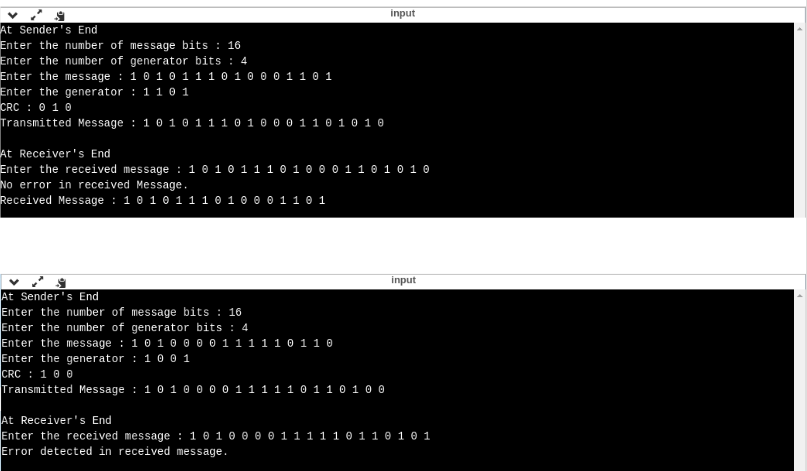 input
At Sender's End
Enter the number of message bits : 16
Enter the number of generator bits : 4
Enter the message : 1 0 1 0 1 1 1 0 1 0 0 0 1 1 0 1
Enter the generator : 1 1 0 1
CRC : 0 1 0
Transmitted Message : 1 0 1 0 1 1 1 0 1 0 0 0 1 1 0 1 0 1 0
At Receiver's End
Enter the received message : 1 0 1 0 1 1 1 0 1 0 0 0 1 1 0 1 0 1 0
No error in received Message.
Received Message : 1 0 1 0 1 1 1 0 1 0 0 0 1 1 0 1
input
At Sender's End
Enter the number of message bits : 16
Enter the number of generator bits : 4
Enter the message : 1 0 1 0 0 0 0 1 1 1 1 1 0 1 1 0
Enter the generator : 1 0 0 1
CRC : 1 0 0
Transmitted Message : 1 0 1 0 0 0 0 1 1 1 1 1 0 1 1 0 1 0 0
At Receiver's End
Enter the received message : 1 0 1 0 0 0 0 1 1 1 1 1 0 1 1 0 1 0 1
Error detected in received message.